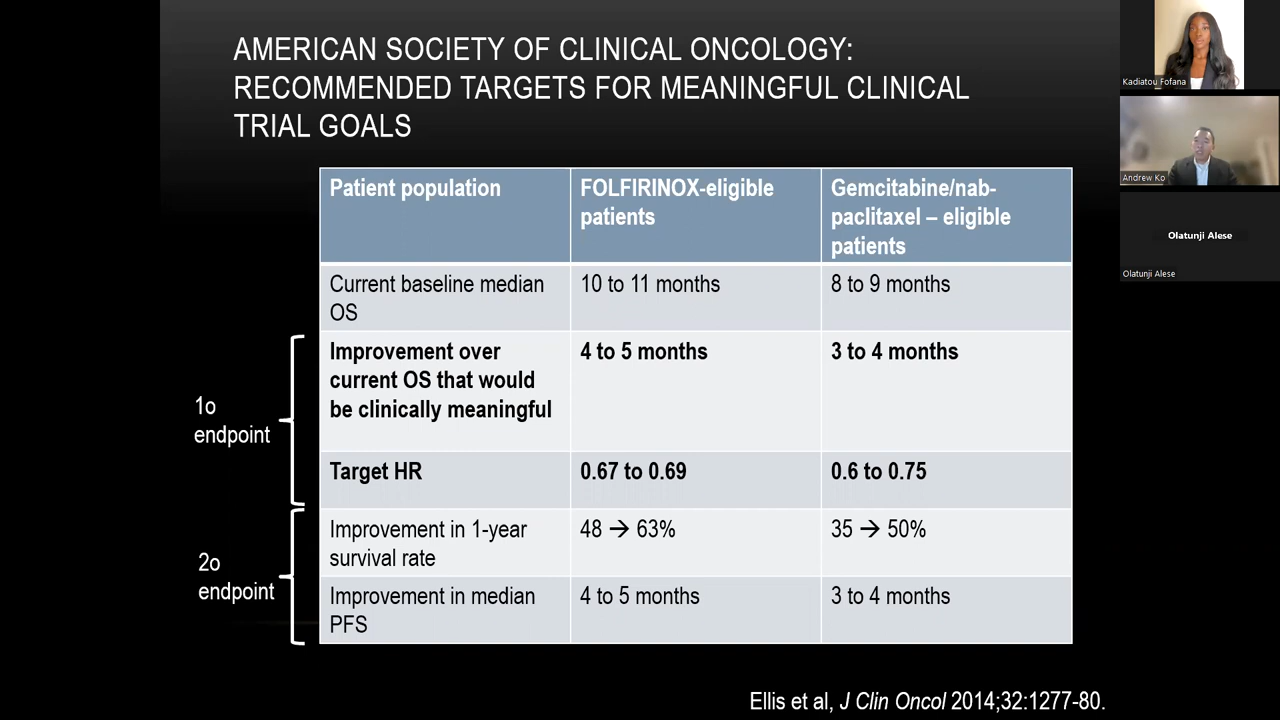 AMERICAN SOCIETY OF CLINICAL ONCOLOGY:
RECOMMENDED TARGETS FOR MEANINGFUL CLINICAL
TRIAL GOALS
Patient population
FOLFIRINOX-eligible
patients
Gemcitabine/nab-
paclitaxel – eligible
patients
Current baseline median
OS
10 to 11 months
8 to 9 months
1o
endpoint
Improvement over
current OS that would
be clinically meaningful
4 to 5 months
3 to 4 months
Target HR
0.67 to 0.69
0.6 to 0.75
2o
endpoint
Improvement in 1-year
survival rate
48 → 63%
35 → 50%
Improvement in median
PFS
4 to 5 months
3 to 4 months
Ellis et al, J Clin Oncol 2014;32:1277-80.
Kadiatou Fofana
Andrew Ko
Olatunji Alese
Olatunji Alese